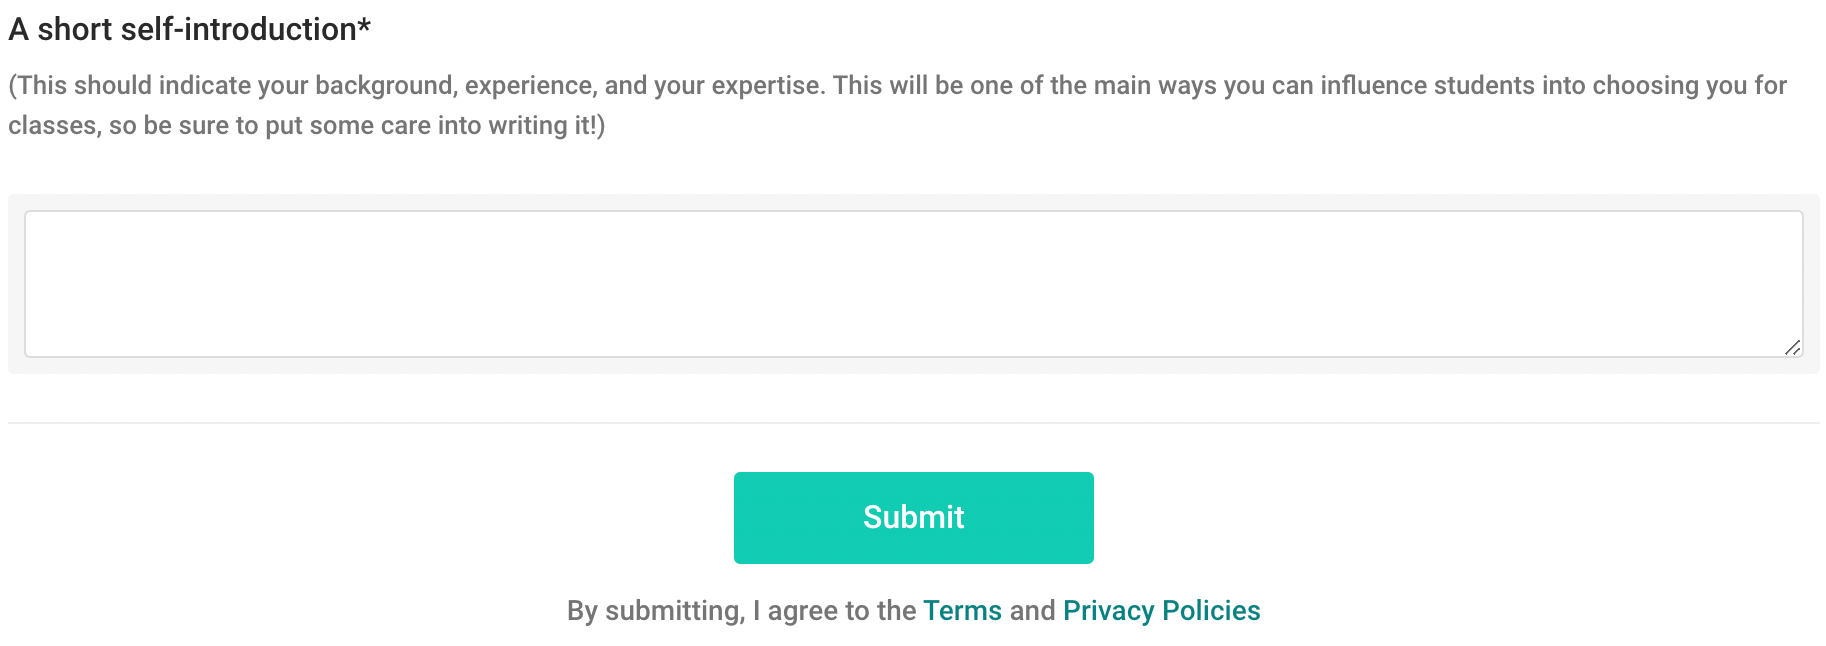 A short self-introduction*
(This should indicate your background, experience, and your expertise. This will be one of the main ways you can influence students into choosing you for
classes, so be sure to put some care into writing it!)
Submit
By submitting, I agree to the Terms and Privacy Policies